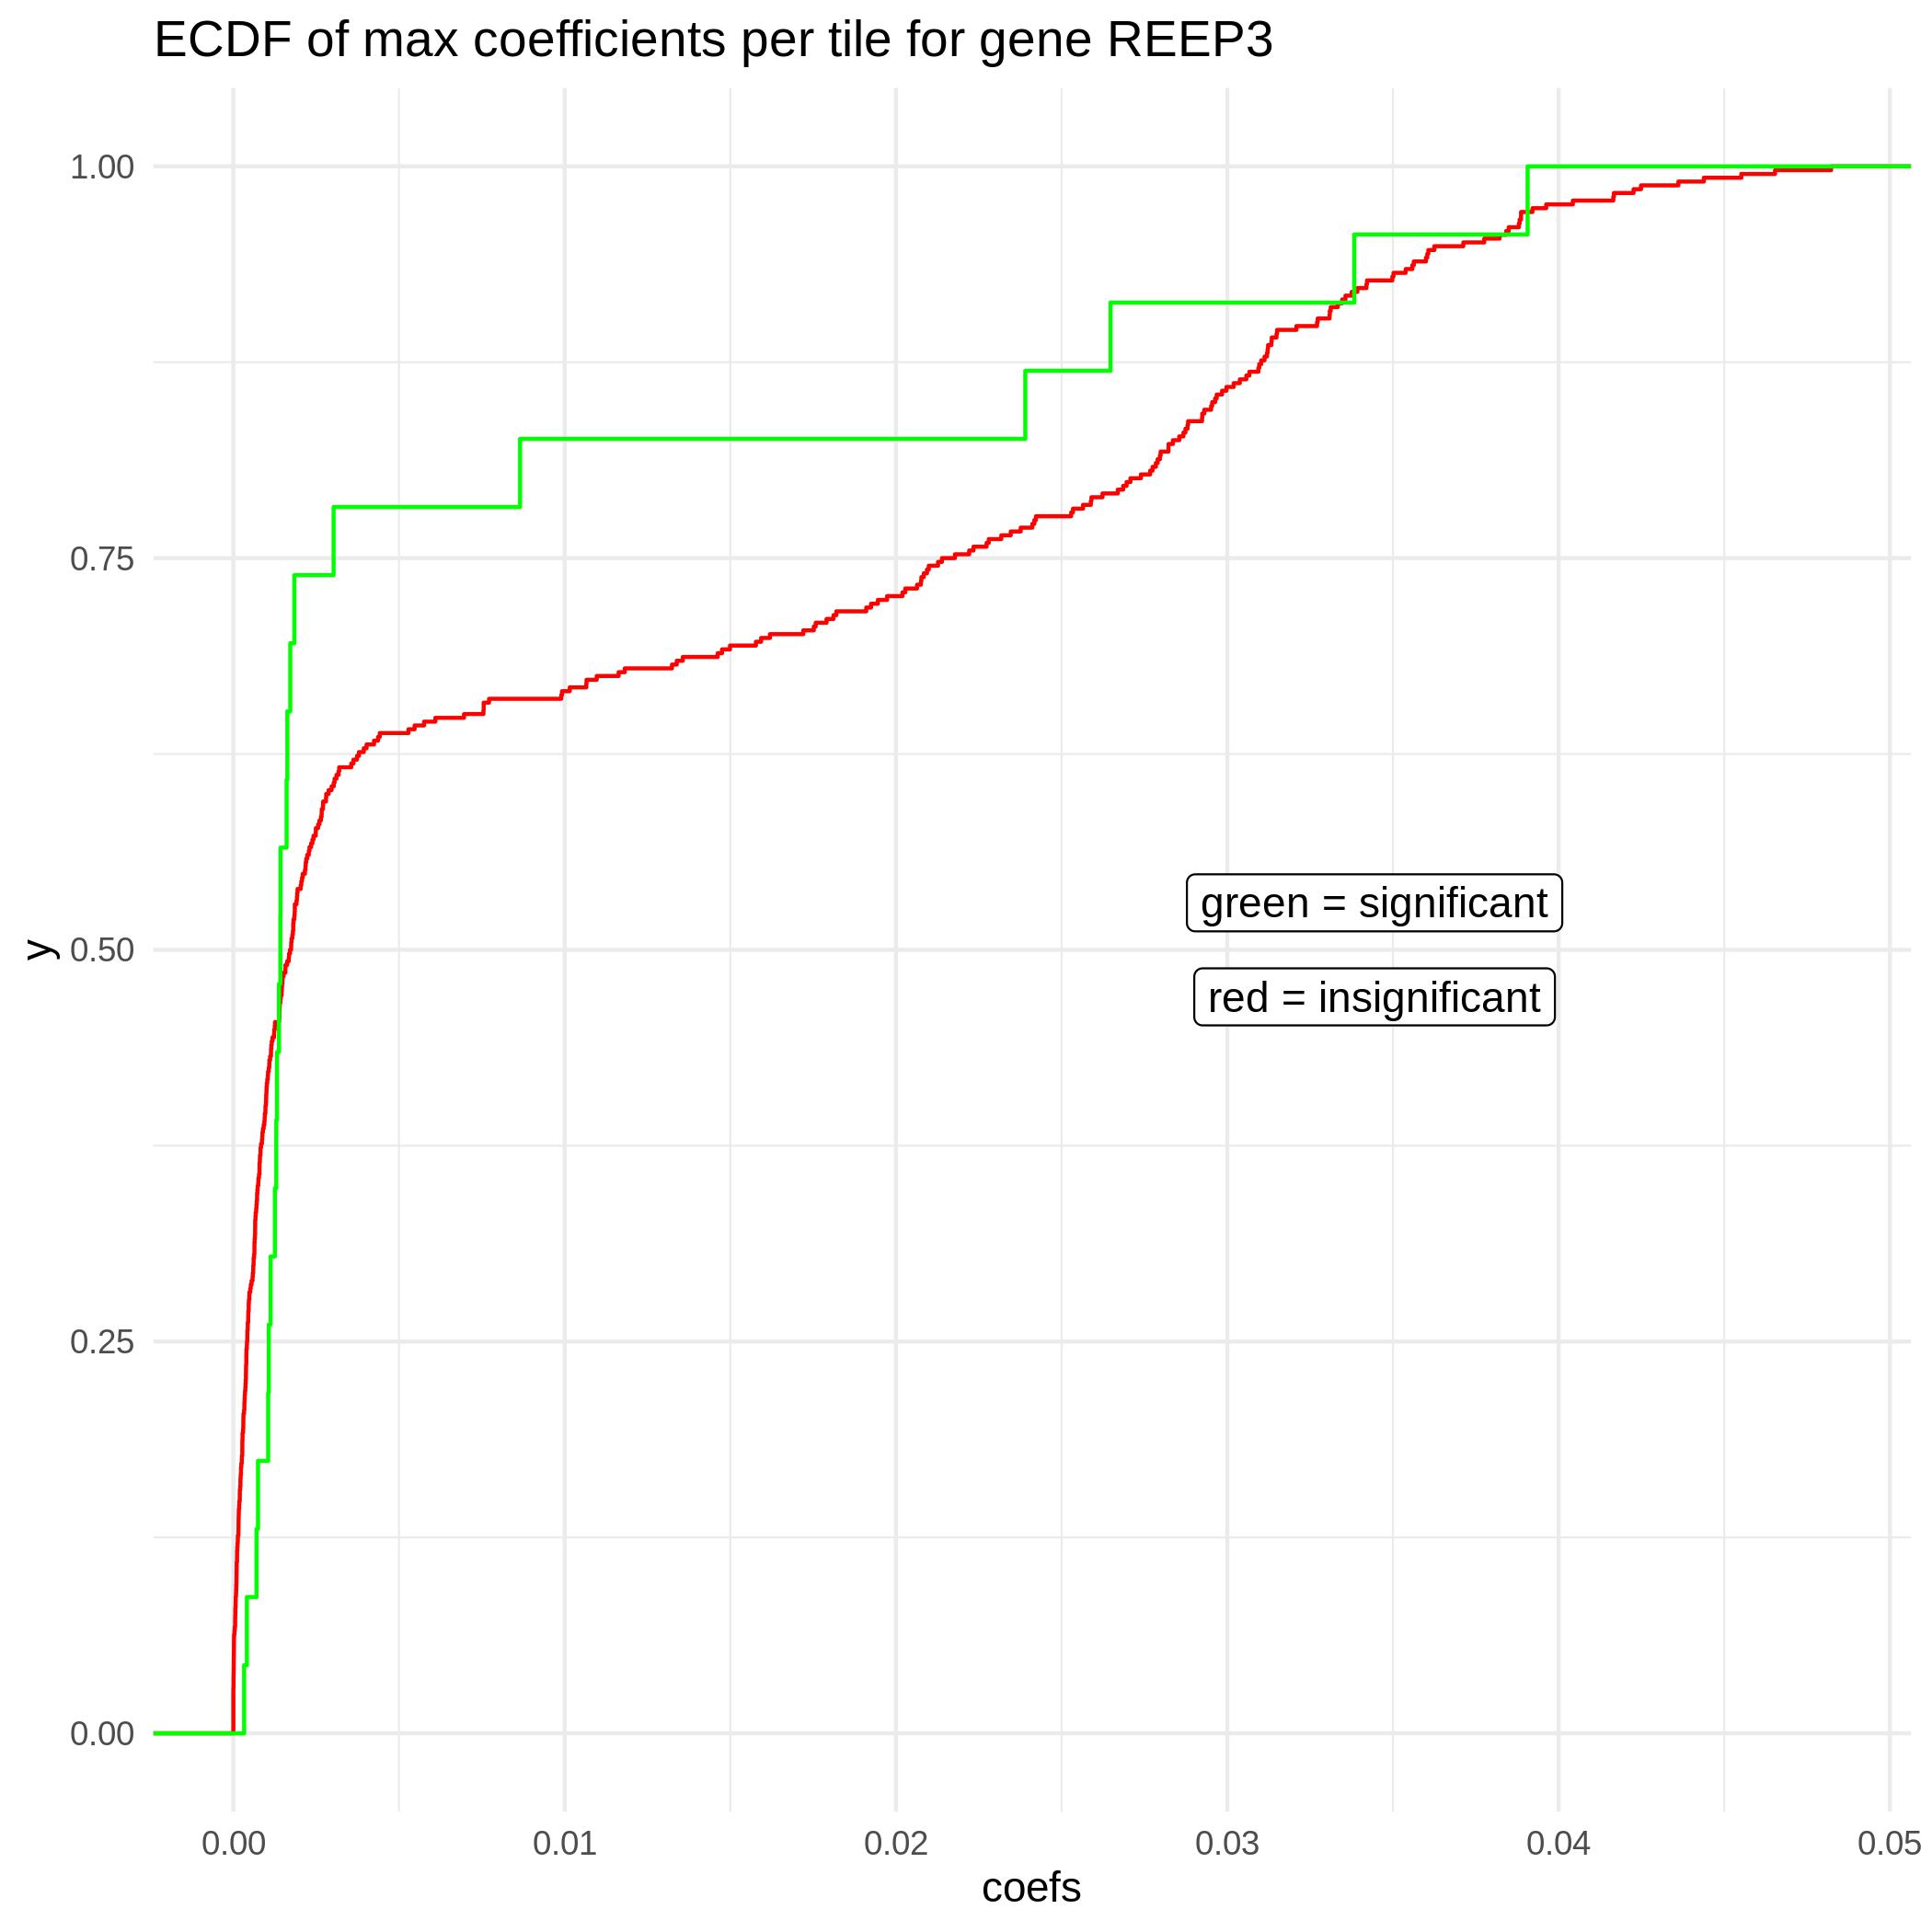 ECDF of max coefficients per tile for gene REEP3
1.00
0.75
0.50
0.25
0.00
y
green = significant
red = insignificant
0.00 0.01 0.02 0.03 0.04 0.05
coefs